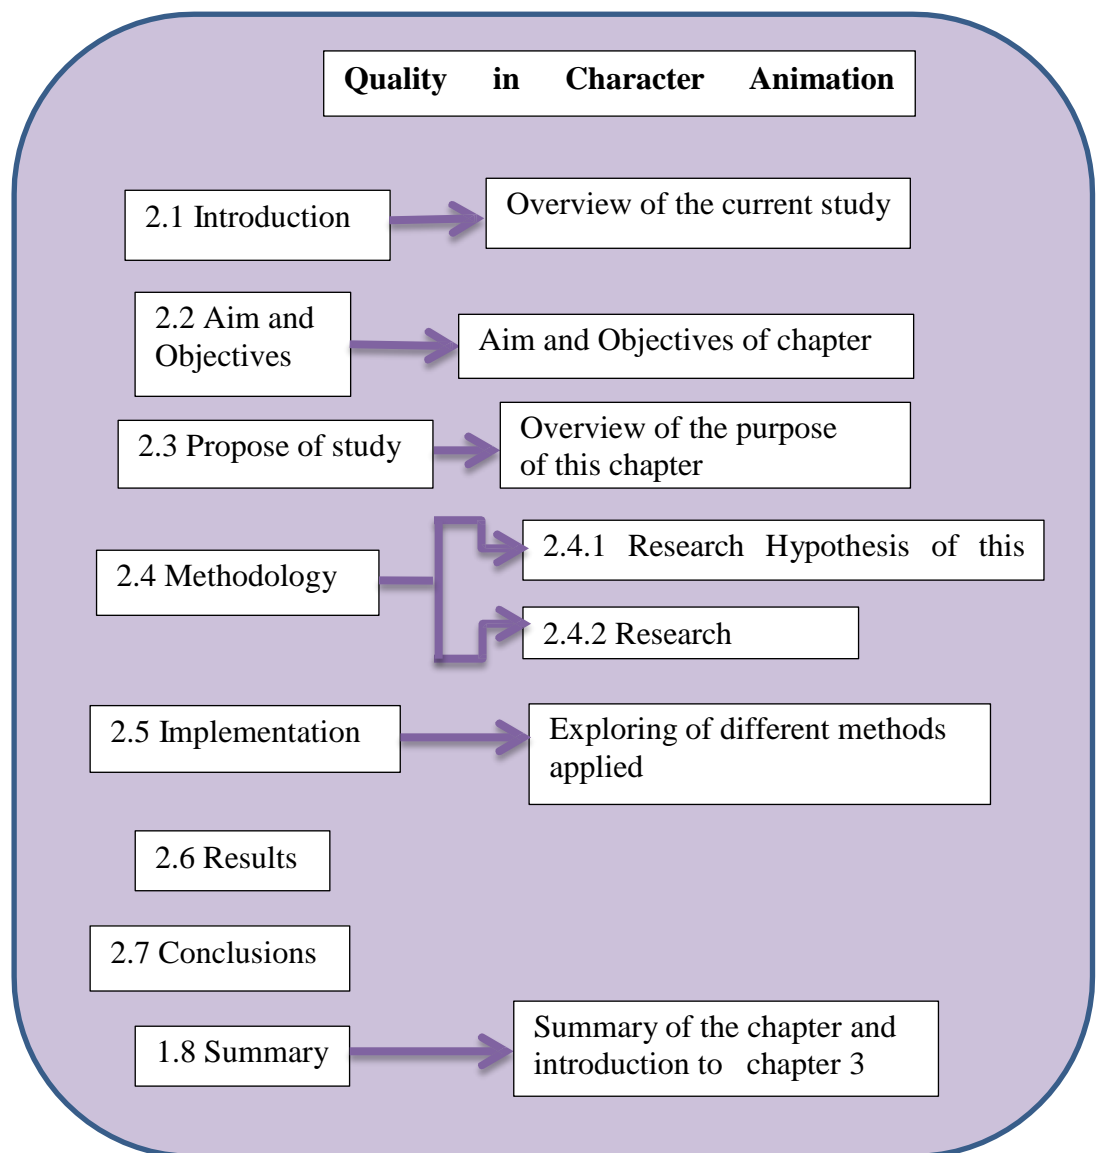 Quality in Character Animation
2.1 Introduction
Overview of the current study
2.2 Aim and
Objectives
Aim and Objectives of chapter
2.3 Propose of study
Overview of the purpose
of this chapter
2.4 Methodology
2.4.1 Research Hypothesis of this
2.4.2 Research
2.5 Implementation
Exploring of different methods
applied
2.6 Results
2.7 Conclusions
1.8 Summary
Summary of the chapter and
introduction to chapter 3